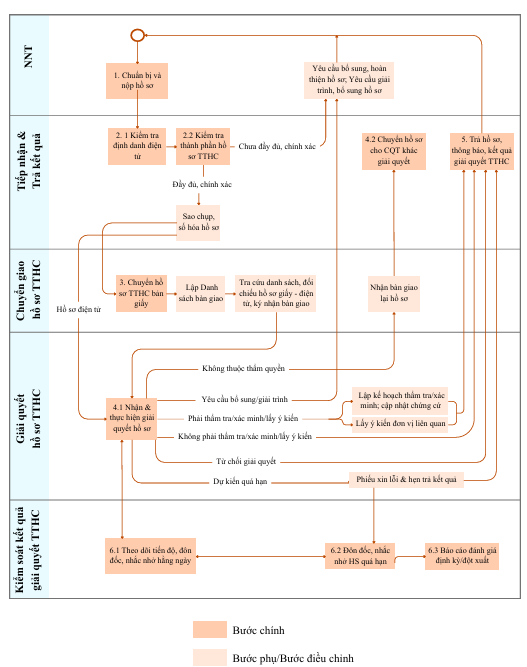 NNT
1. Chuẩn bị và
nộp hồ sơ
Yêu cầu bổ sung, hoàn
thiện hồ sơ; Yêu cầu giải
trình, bổ sung hồ sơ
Tiếp nhận &
Trả kết quả
2. 1 Kiểm tra
định danh điện
tử
2.2 Kiểm tra
thành phần hồ
sơ TTHC
Chưa đầy đủ, chính xác
4.2 Chuyển hồ sơ
cho CQT khác
giải quyết
5. Trả hồ sơ,
thông báo, kết quả
giải quyết TTHC
Đầy đủ, chính xác
Sao chụp,
số hóa hồ sơ
Chuyển giao
hồ sơ TTHC
3. Chuyển hồ
sơ TTHC bản
giấy
Lập Danh
sách bàn giao
Tra cứu danh sách, đối
chiếu hồ sơ giấy - điện
tử, ký nhận bàn giao
Nhận bàn giao
lại hồ sơ
Hồ sơ điện tử
Giải quyết
hồ sơ TTHC
Không thuộc thẩm quyền
4.1 Nhận &
thực hiện giải
quyết hồ sơ
Yêu cầu bổ sung/giải trình
Lập kế hoạch thẩm tra/xác
minh; cập nhật chứng cứ
Phải thẩm tra/xác minh/lấy ý kiến
Lấy ý kiến đơn vị liên quan
Không phải thẩm tra/xác minh/lấy ý kiến
Từ chối giải quyết
Dự kiến quá hạn
Phiếu xin lỗi & hẹn trả kết quả
Kiểm soát kết quả
giải quyết TTHC
6.1 Theo dõi tiến độ, đôn
đốc, nhắc nhở hằng ngày
6.2 Đôn đốc, nhắc
nhở HS quá hạn
6.3 Báo cáo đánh giá
định kỳ/đột xuất
Bước chính
Bước phụ/Bước điều chỉnh